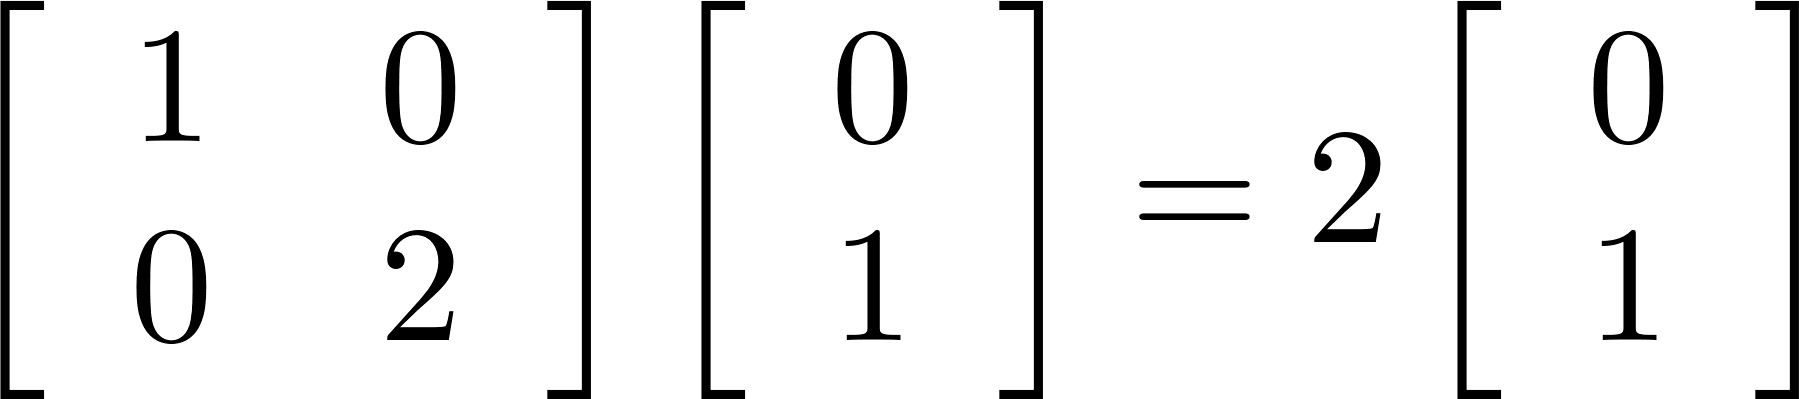 [ 1 0 ; 0 2 ] [ 0 ; 1 ] = 2 [ 0 ; 1 ]